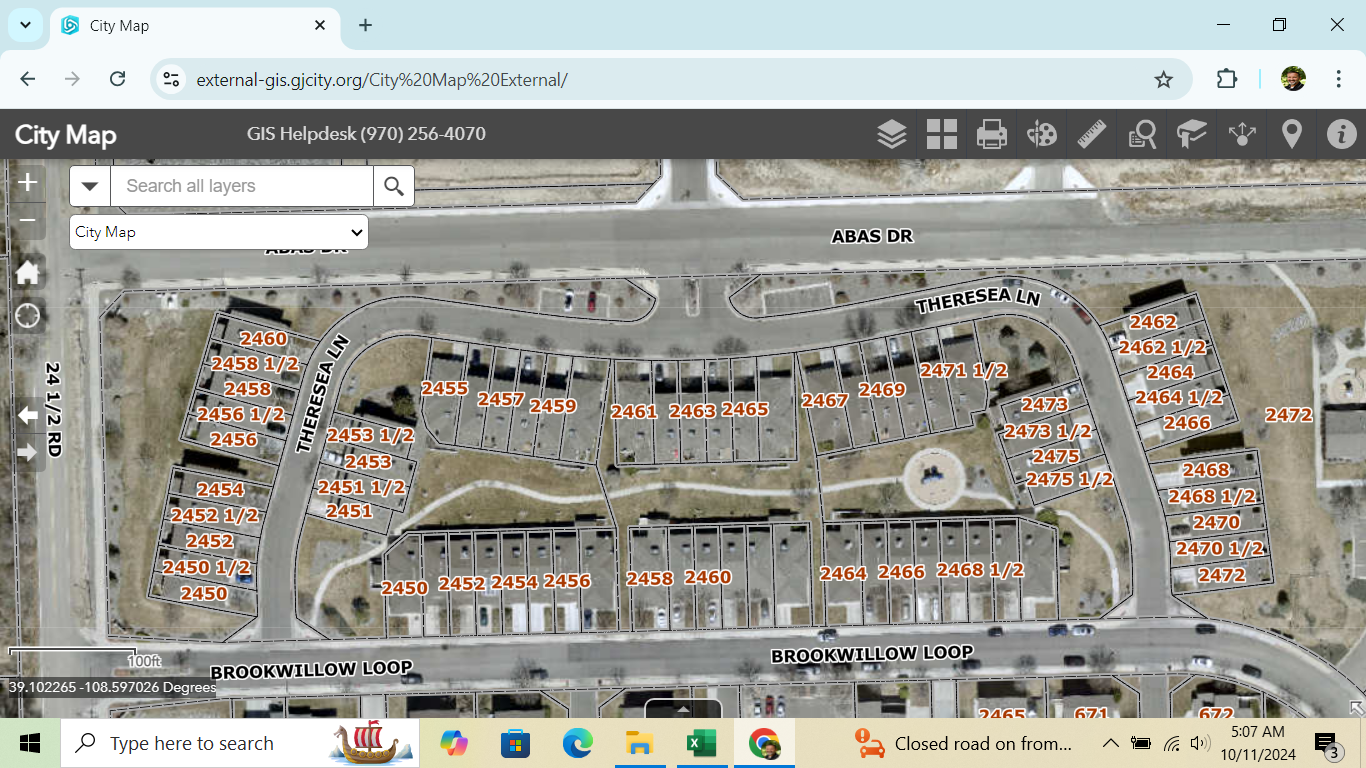 City Map
external-gis.gjcity.org/City%20Map%20External/
City Map
GIS Helpdesk (970) 256-4070
Search all layers
City Map
ABAS DR
ABAS DR
THERESEA LN
THERESEA LN
24 1/2 RD
2460
2458 1/2
2458
2456 1/2
2456
2454
2452 1/2
2452
2450 1/2
2450
2453 1/2
2453
2451 1/2
2451
2455
2457
2459
2461
2463
2465
2467
2469
2471 1/2
2473
2473 1/2
2475
2475 1/2
2462
2462 1/2
2464
2464 1/2
2466
2472
2468
2468 1/2
2470
2470 1/2
2472
2450
2452
2454
2456
2458
2460
2464
2466
2468 1/2
BROOKWILLOW LOOP
BROOKWILLOW LOOP
100ft
39.102265 -108.597026 Degrees
2465
671
672
Type here to search
Closed road on from...
5:07 AM
10/11/2024
3